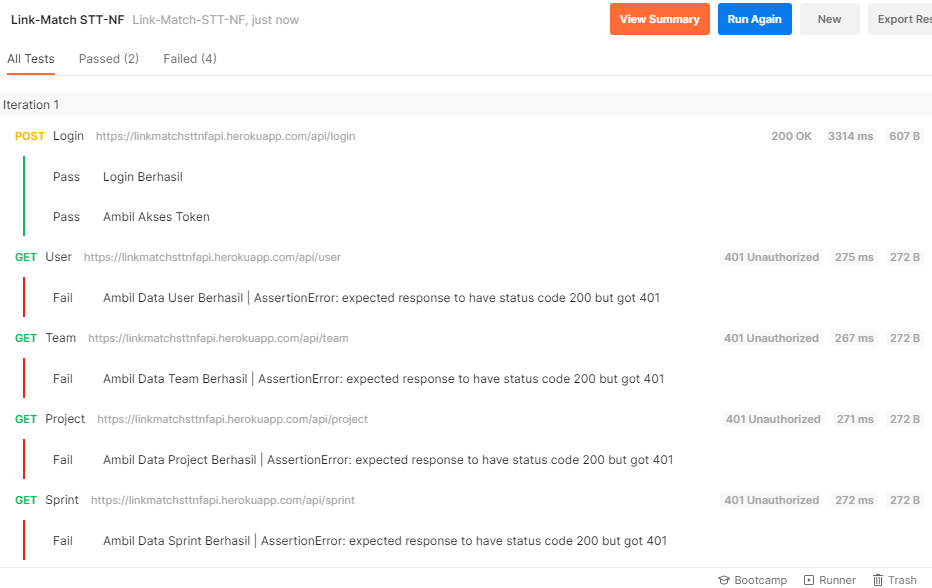 Link-Match STT-NF Link-Match-STT-NF, just now View Summary Run Again New Export Res
All Tests Passed (2) Failed (4)
Iteration 1
POST Login https://linkmatchsttnfapi.herokuapp.com/api/login 200 OK 3314 ms 607 B
Pass Login Berhasil
Pass Ambil Akses Token
GET User https://linkmatchsttnfapi.herokuapp.com/api/user 401 Unauthorized 275 ms 272 B
Fail Ambil Data User Berhasil | AssertionError: expected response to have status code 200 but got 401
GET Team https://linkmatchsttnfapi.herokuapp.com/api/team 401 Unauthorized 267 ms 272 B
Fail Ambil Data Team Berhasil | AssertionError: expected response to have status code 200 but got 401
GET Project https://linkmatchsttnfapi.herokuapp.com/api/project 401 Unauthorized 271 ms 272 B
Fail Ambil Data Project Berhasil | AssertionError: expected response to have status code 200 but got 401
GET Sprint https://linkmatchsttnfapi.herokuapp.com/api/sprint 401 Unauthorized 272 ms 272 B
Fail Ambil Data Sprint Berhasil | AssertionError: expected response to have status code 200 but got 401
Bootcamp Runner Trash